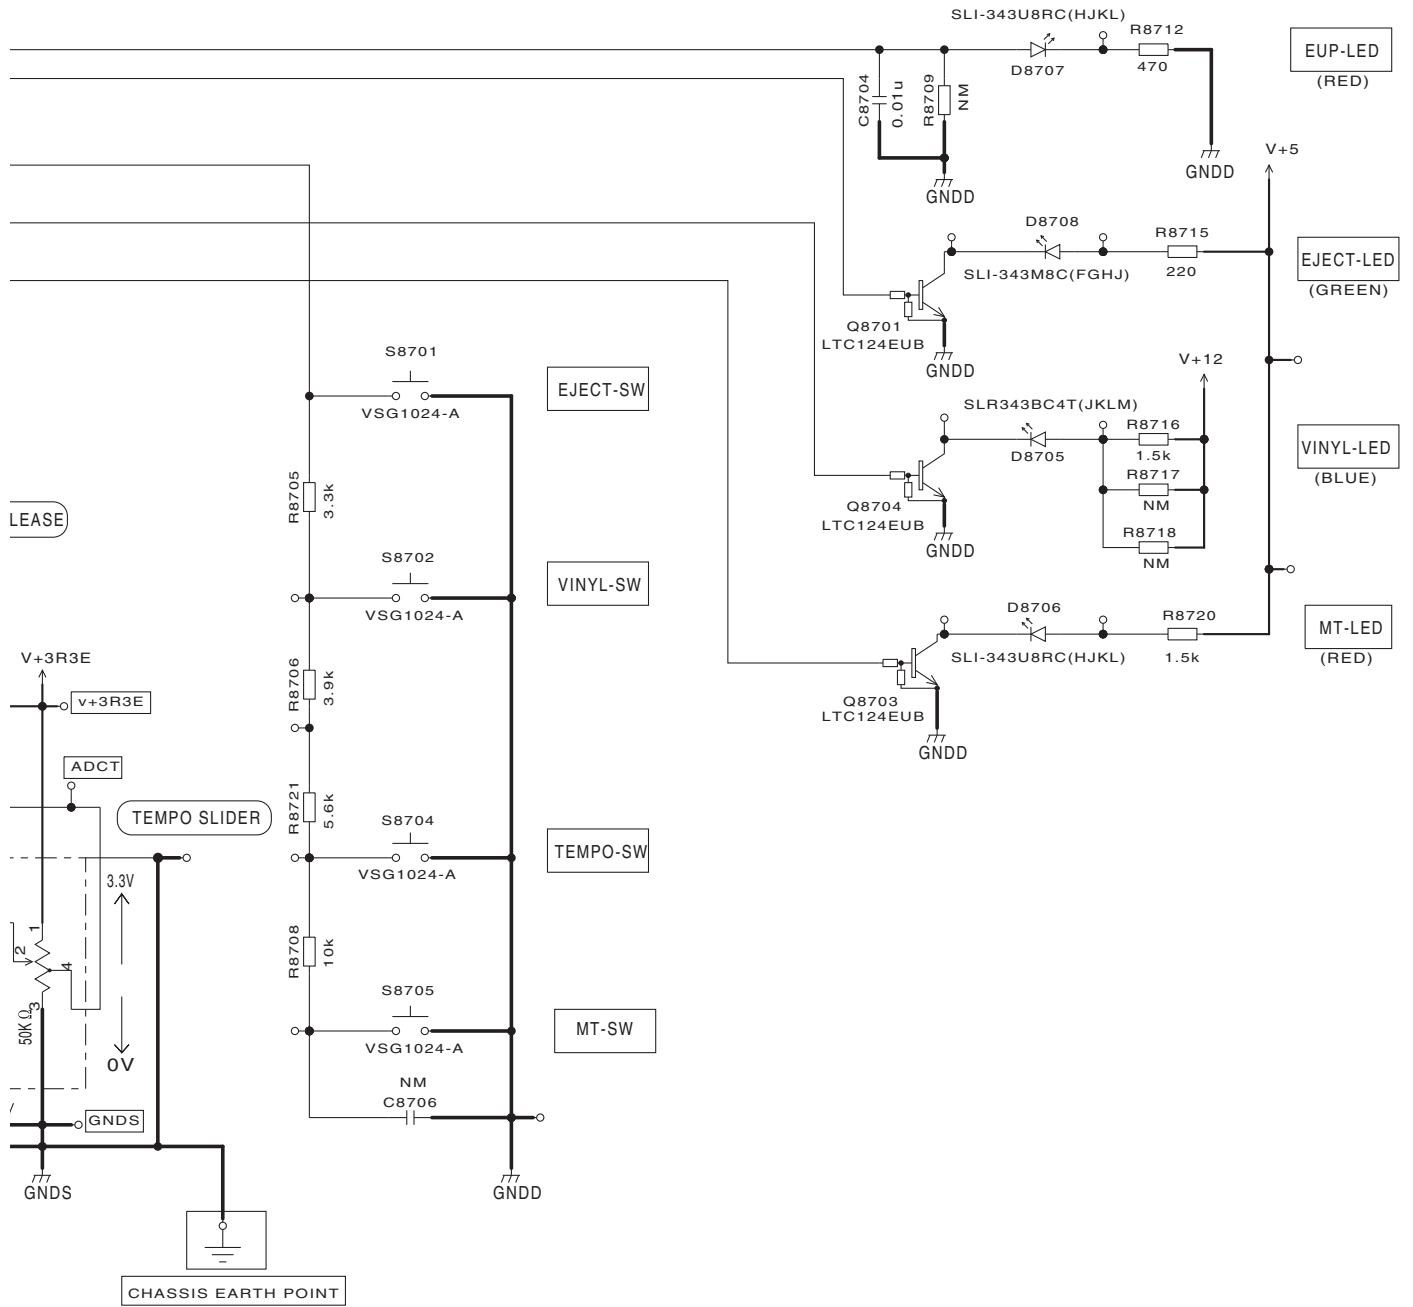 SLI-343U8RC(HJKL)
R8712
D8707
470
EUP-LED
(RED)
C8704
0.01u
R8709
NM
GNDD
GNDD
V+5
D8708
R8715
SLI-343M8C(FGHJ)
220
EJECT-LED
(GREEN)
Q8701
LTC124EUB
GNDD
V+12
S8701
VSG1024-A
EJECT-SW
SLR343BC4T(JKLM)
D8705
R8716
1.5k
R8717
NM
R8718
NM
VINYL-LED
(BLUE)
Q8704
LTC124EUB
GNDD
R8705
3.3k
LEASE
S8702
VSG1024-A
VINYL-SW
D8706
SLI-343U8RC(HJKL)
R8720
1.5k
MT-LED
(RED)
Q8703
LTC124EUB
GNDD
V+3R3E
v+3R3E
R8706
3.9k
ADCT
TEMPO SLIDER
R8721
5.6k
S8704
VSG1024-A
TEMPO-SW
3.3V
0V
1
2
4
3
50KΩ
R8708
10k
S8705
VSG1024-A
MT-SW
NM
C8706
GNDS
GNDS
GNDD
CHASSIS EARTH POINT